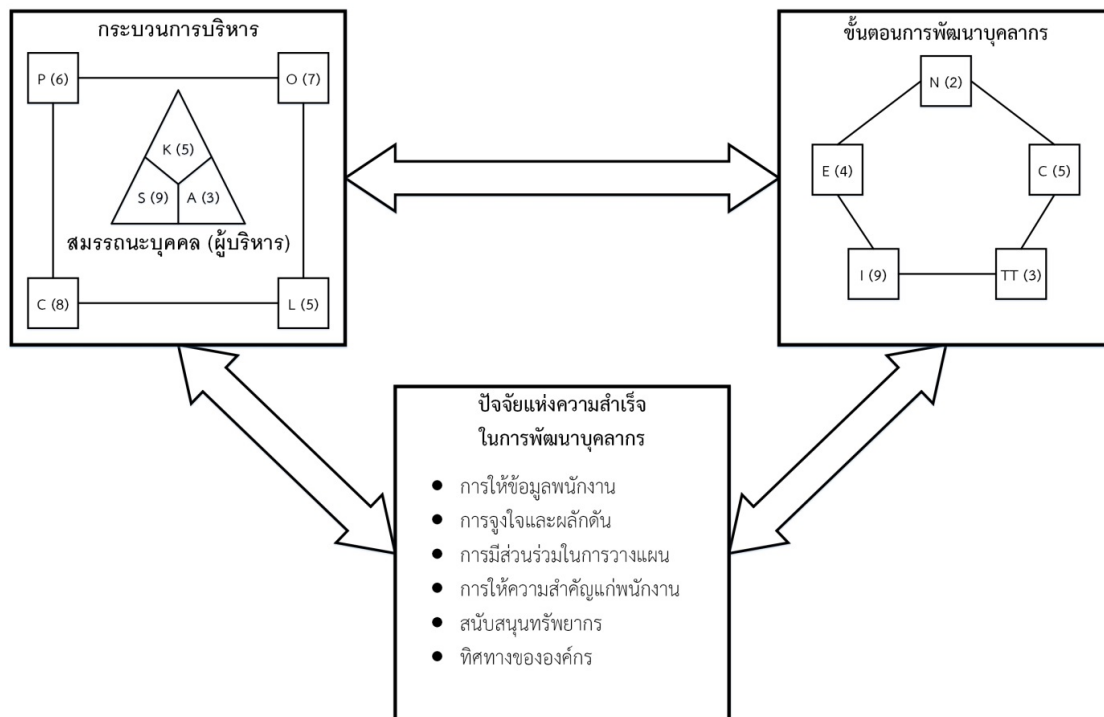 กระบวนการบริหาร
P (6)
O (7)
K (5)
S (9)
A (3)
สมรรถนะบุคคล (ผู้บริหาร)
C (8)
L (5)
ขั้นตอนการพัฒนาบุคลากร
N (2)
E (4)
C (5)
I (9)
TT (3)
ปัจจัยแห่งความสำเร็จ
ในการพัฒนาบุคลากร
● การให้ข้อมูลพนักงาน
● การจูงใจและผลักดัน
● การมีส่วนร่วมในการวางแผน
● การให้ความสำคัญแก่พนักงาน
● สนับสนุนทรัพยากร
● ทิศทางขององค์กร